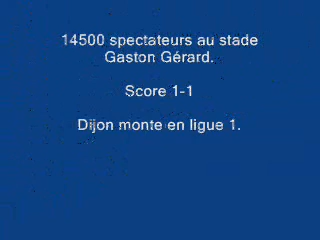 14500 spectateurs au stade
Gaston Gérard.
Score 1-1
Dijon monte en ligue 1.